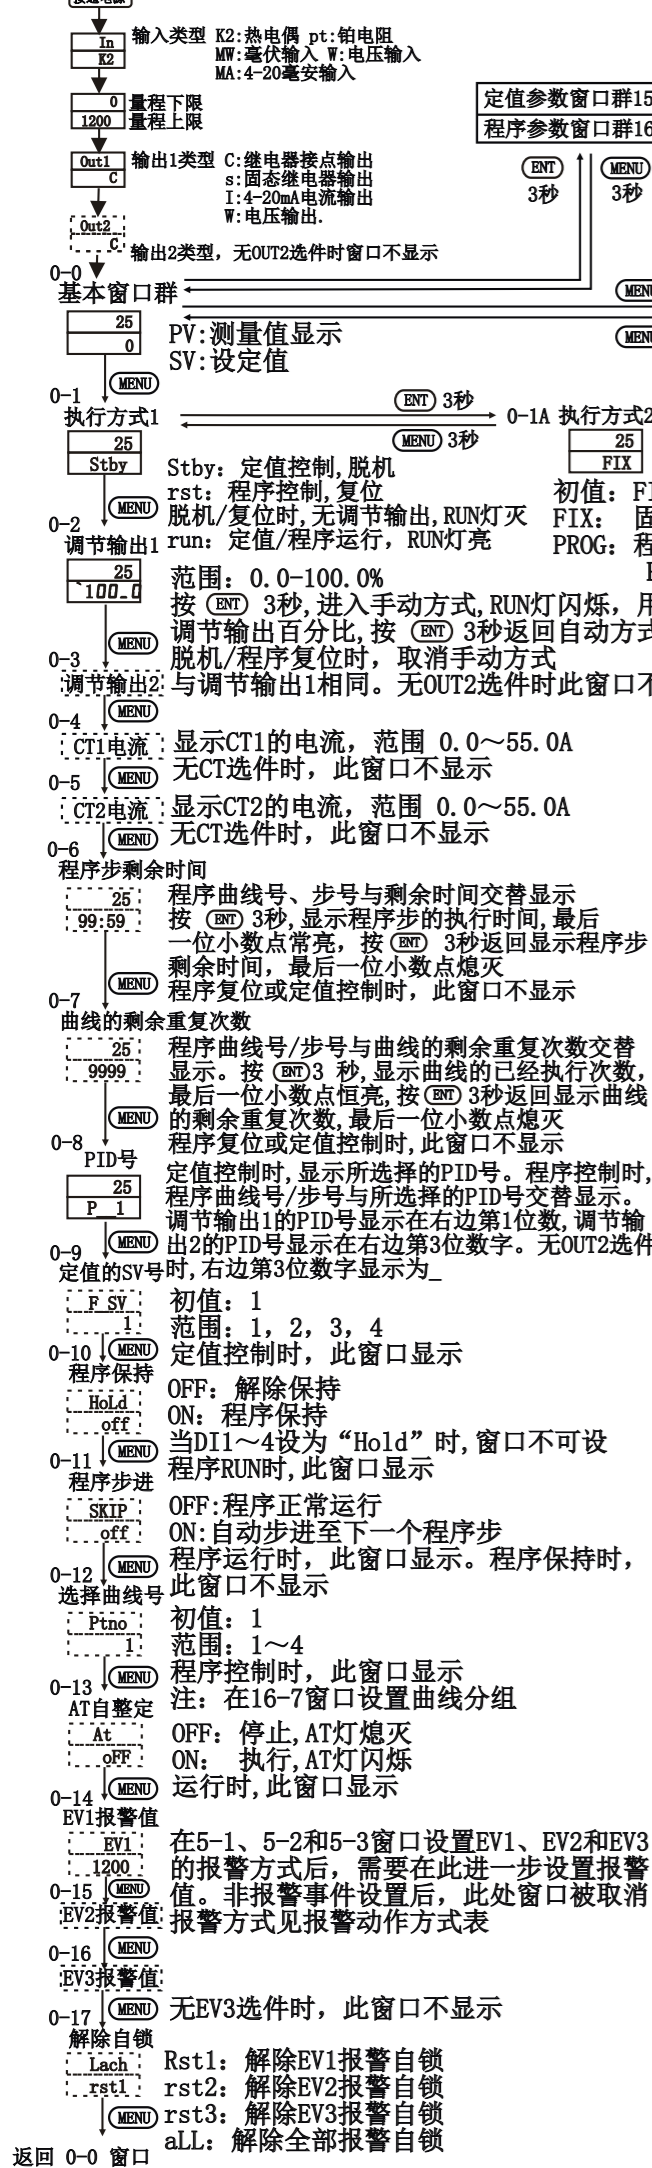 接通电源
In
K2
输入类型 K2:热电偶 pt:铂电阻
MW:毫伏输入 W:电压输入
MA:4-20毫安输入
0
1200
量程下限
量程上限
定值参数窗口群15
程序参数窗口群16
Out1
C
输出1类型 C:继电器接点输出
s:固态继电器输出
I:4-20mA电流输出
W:电压输出.
ENT
3秒
MENU
3秒
Out2
C
输出2类型，无OUT2选件时窗口不显示
0-0
基本窗口群
MENU
25
0
PV:测量值显示
SV:设定值
MENU
MENU
0-1
执行方式1
ENT 3秒
MENU 3秒
0-1A 执行方式2
25
Stby
25
FIX
Stby：定值控制,脱机
rst：程序控制,复位
脱机/复位时,无调节输出,RUN灯灭
run：定值/程序运行，RUN灯亮
初值：
FIX：
PROG：程
MENU
0-2
调节输出1
25
`100.0
范围：0.0-100.0%
按 ENT 3秒,进入手动方式,RUN灯闪烁，用
调节输出百分比,按 ENT 3秒返回自动方式
脱机/程序复位时，取消手动方式
MENU
0-3
调节输出2
与调节输出1相同。无OUT2选件时此窗口不
MENU
0-4
CT1电流
显示CT1的电流，范围 0.0～55.0A
无CT选件时，此窗口不显示
MENU
0-5
CT2电流
显示CT2的电流，范围 0.0～55.0A
无CT选件时，此窗口不显示
MENU
0-6
程序步剩余时间
25
99:59
程序曲线号、步号与剩余时间交替显示
按 ENT 3秒,显示程序步的执行时间,最后
一位小数点常亮，按 ENT 3秒返回显示程序步
剩余时间，最后一位小数点熄灭
程序复位或定值控制时，此窗口不显示
MENU
0-7
曲线的剩余重复次数
25
9999
程序曲线号/步号与曲线的剩余重复次数交替
显示。按 ENT 3 秒,显示曲线的已经执行次数,
最后一位小数点恒亮,按 ENT 3秒返回显示曲线
的剩余重复次数,最后一位小数点熄灭
程序复位或定值控制时,此窗口不显示
MENU
0-8
PID号
25
P__1
定值控制时,显示所选择的PID号。程序控制时,
程序曲线号/步号与所选择的PID号交替显示。
调节输出1的PID号显示在右边第1位数,调节输
出2的PID号显示在右边第3位数字。无OUT2选件
时,右边第3位数字显示为_
MENU
0-9
定值的SV号
F SV
1
初值：1
范围：1，2，3，4
定值控制时，此窗口显示
MENU
0-10
程序保持
HoLd
off
OFF：解除保持
ON：程序保持
当DI1～4设为“Hold”时,窗口不可设
程序RUN时,此窗口显示
MENU
0-11
程序步进
SKIP
off
OFF:程序正常运行
ON:自动步进至下一个程序步
程序运行时，此窗口显示。程序保持时，
此窗口不显示
MENU
0-12
选择曲线号
Ptno
1
初值：1
范围：1～4
程序控制时，此窗口显示
注：在16-7窗口设置曲线分组
MENU
0-13
AT自整定
At
oFF
OFF：停止,AT灯熄灭
ON： 执行,AT灯闪烁
运行时,此窗口显示
MENU
0-14
EV1报警值
EV1
1200
在5-1、5-2和5-3窗口设置EV1、EV2和EV3
的报警方式后，需要在此进一步设置报警
值。非报警事件设置后，此处窗口被取消
报警方式见报警动作方式表
MENU
0-15
EV2报警值
MENU
0-16
EV3报警值
MENU
0-17
无EV3选件时，此窗口不显示
解除自锁
Lach
rst1
Rst1：解除EV1报警自锁
rst2：解除EV2报警自锁
rst3：解除EV3报警自锁
aLL：解除全部报警自锁
MENU
返回 0-0 窗口